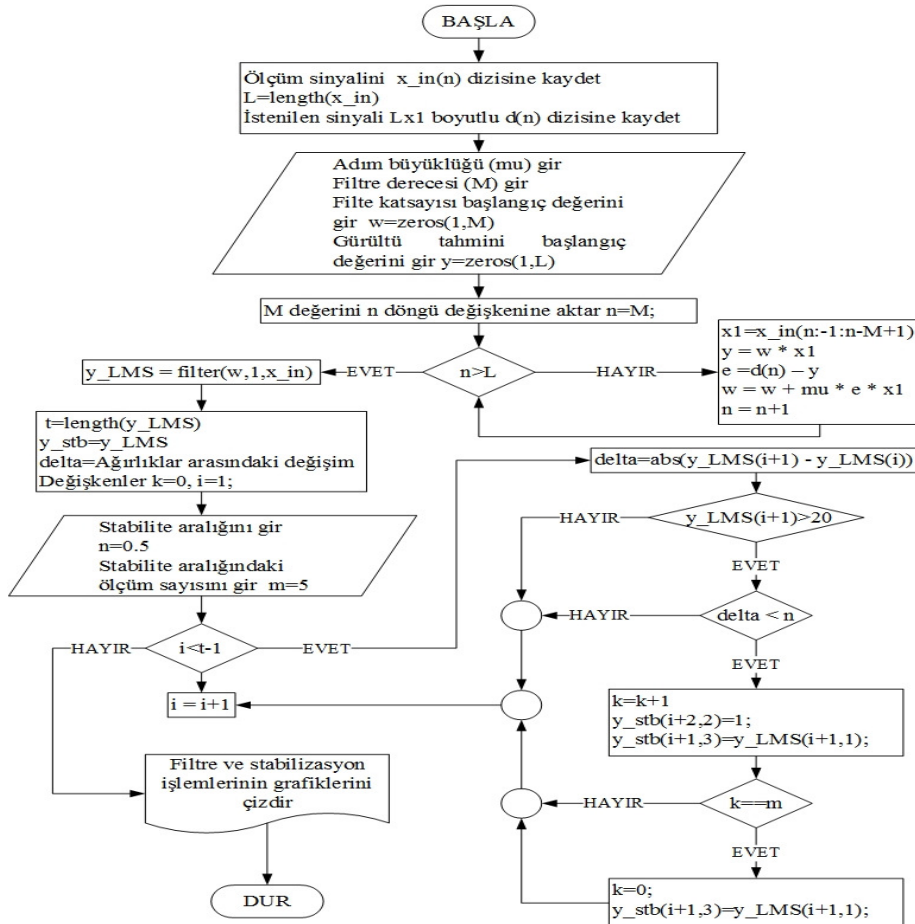 BAŞLA
Ölçüm sinyalini x_in(n) dizisine kaydet
L=length(x_in)
İstenilen sinyali Lx1 boyutlu d(n) dizisine kaydet
Adım büyüklüğü (mu) gir
Filtre derecesi (M) gir
Filte katsayısı başlangıç değerini
gir w=zeros(1,M)
Gürültü tahmini başlangıç
değerini gir y=zeros(1,L)
M değerini n döngü değişkenine aktar n=M;
n>L
HAYIR
x1=x_in(n:-1:n-M+1)
y = w * x1
e =d(n) – y
w = w + mu * e * x1
n = n+1
EVET
y_LMS = filter(w,1,x_in)
t=length(y_LMS)
y_stb=y_LMS
delta=Ağırlıklar arasındaki değişim
Değişkenler k=0, i=1;
Stabilite aralığını gir
n=0.5
Stabilite aralığındaki
ölçüm sayısını gir m=5
i<t-1
EVET
delta=abs(y_LMS(i+1) - y_LMS(i))
y_LMS(i+1)>20
HAYIR
EVET
delta < n
HAYIR
EVET
k=k+1
y_stb(i+2,2)=1;
y_stb(i+1,3)=y_LMS(i+1,1);
k==m
HAYIR
EVET
k=0;
y_stb(i+1,3)=y_LMS(i+1,1);
i = i+1
HAYIR
Filtre ve stabilizasyon
işlemlerinin grafiklerini
çizdir
DUR